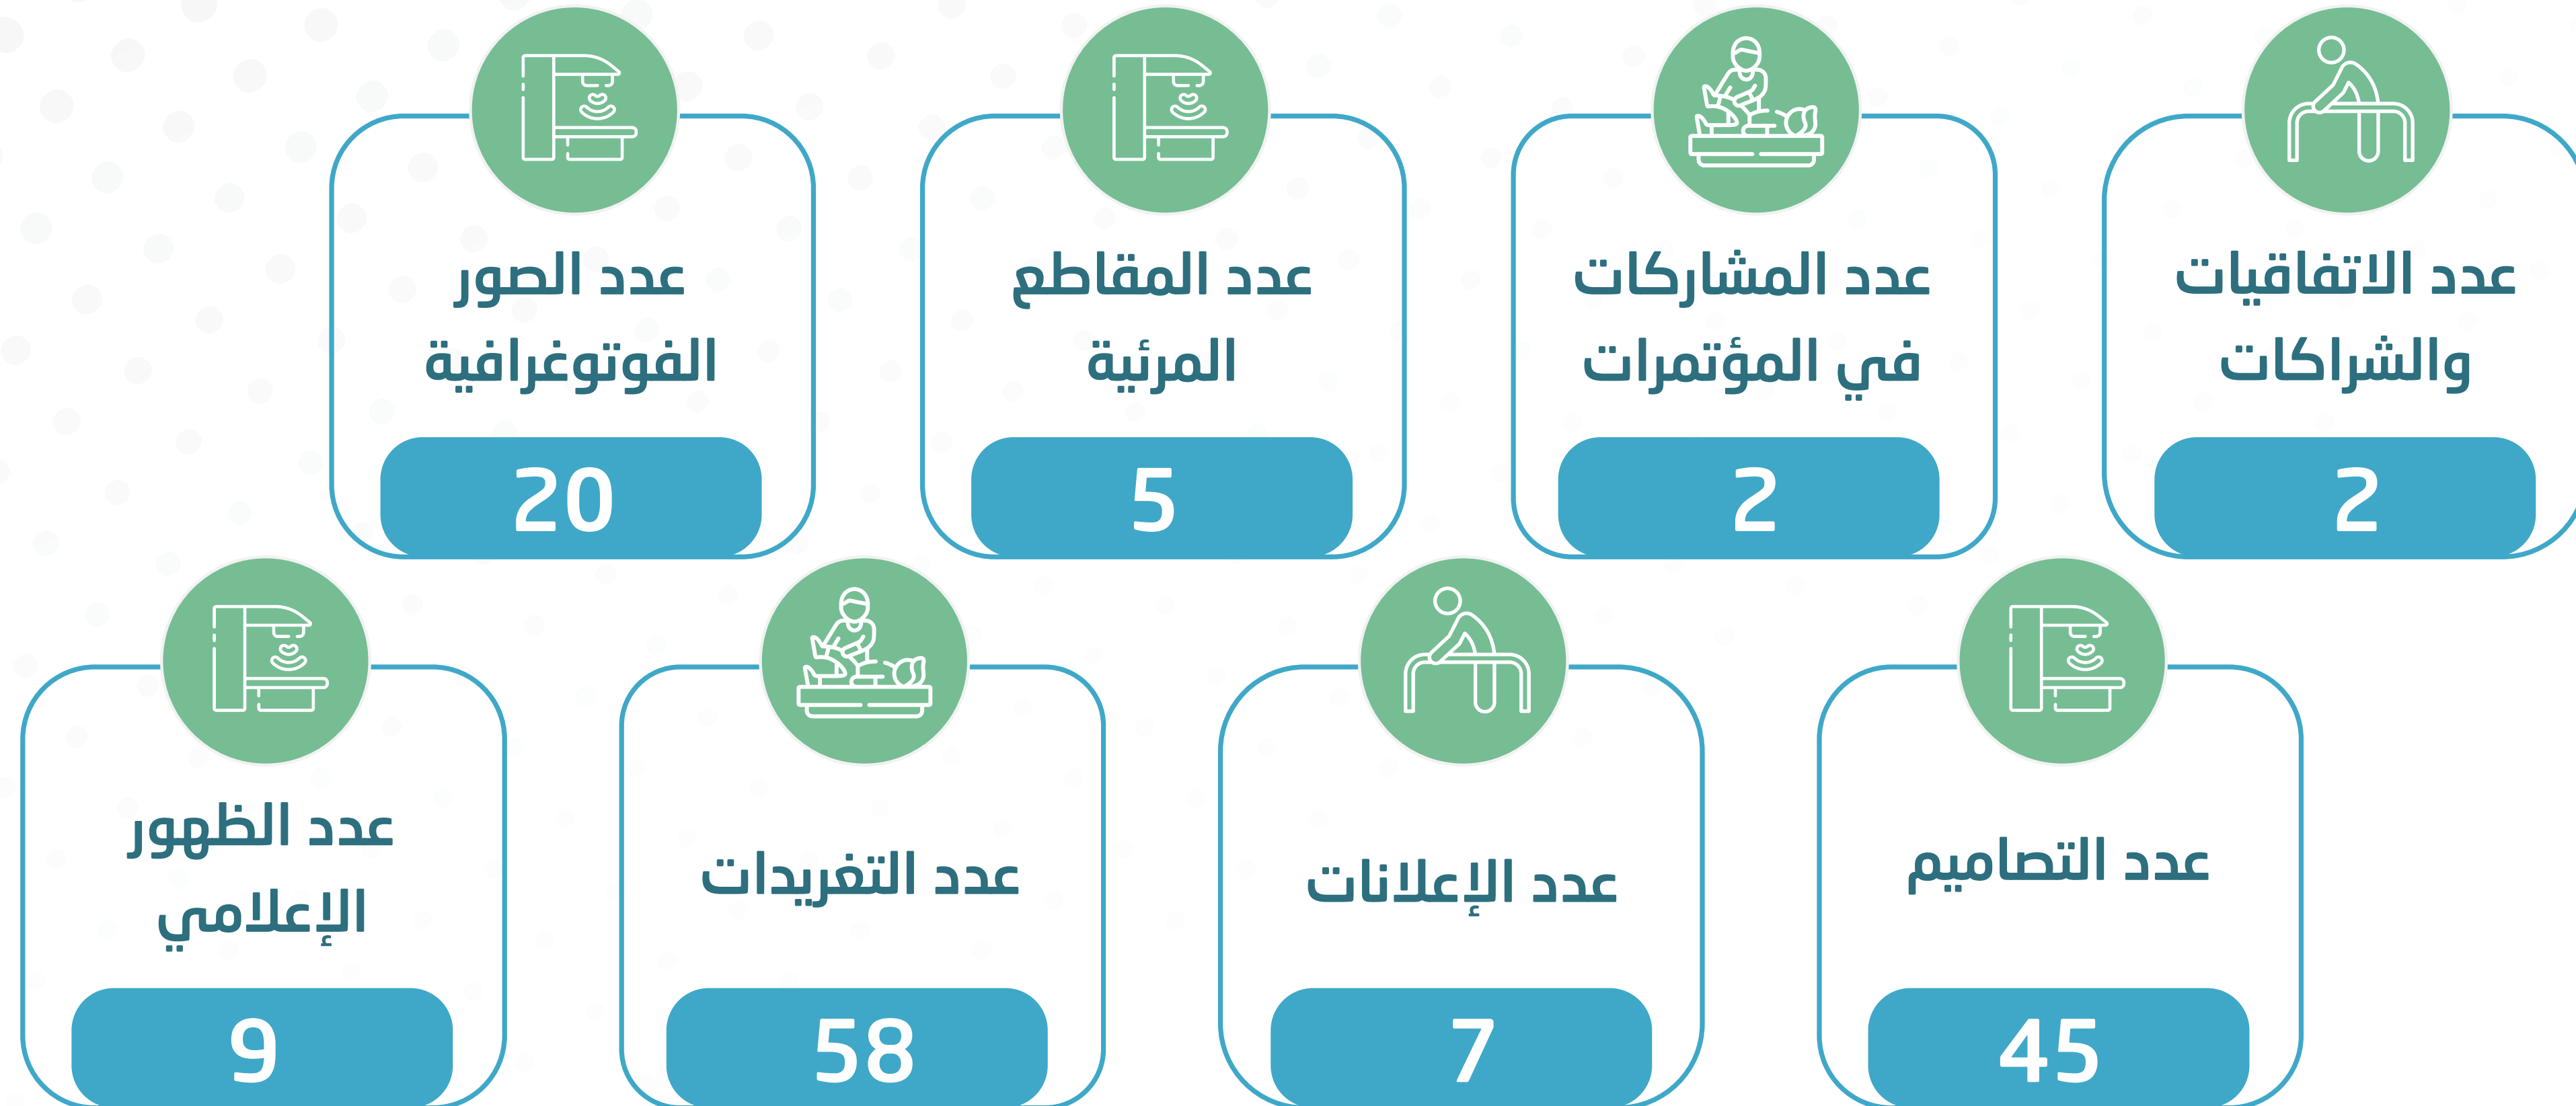 عدد الاتفاقيات
والشراكات
2
عدد المشاركات
في المؤتمرات
2
عدد المقاطع
المرئية
5
عدد الصور
الفوتوغرافية
20
عدد التصاميم
45
عدد الإعلانات
7
عدد التغريدات
58
عدد الظهور
الإعلامي
9